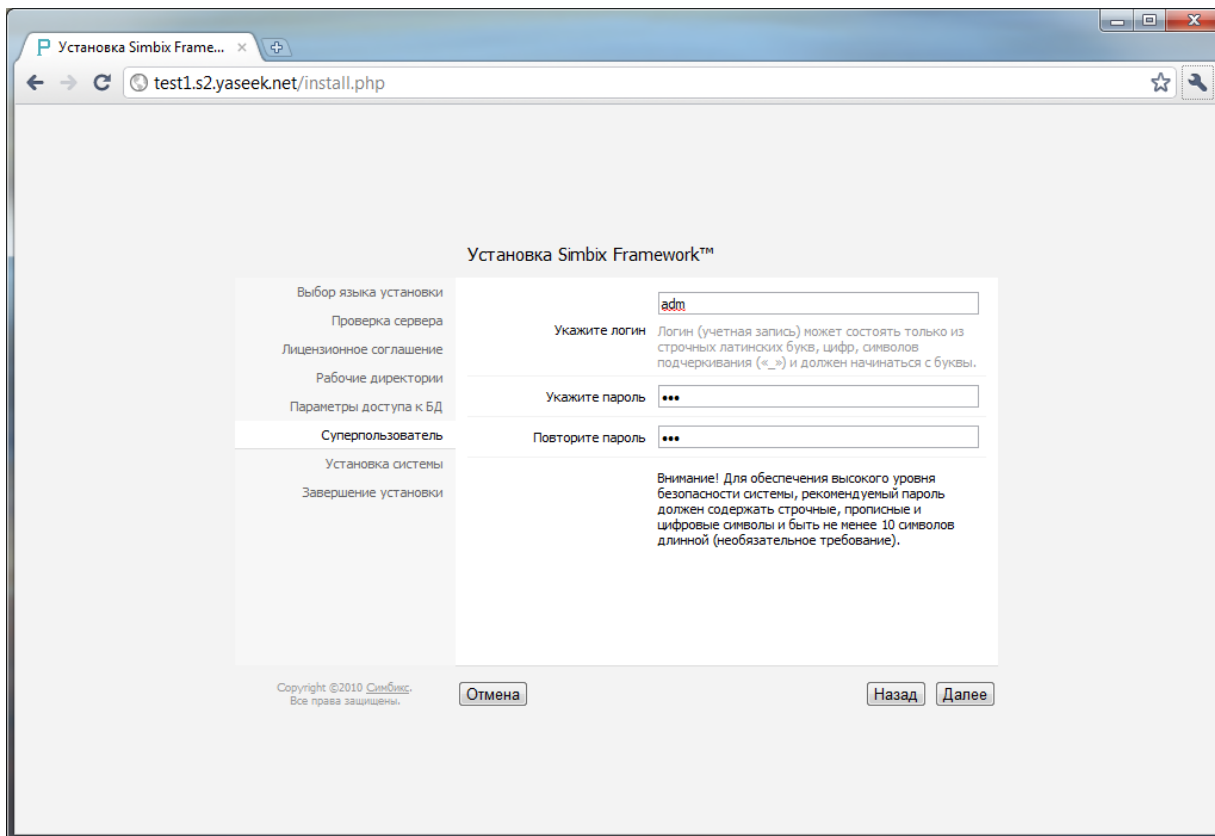 Установка Simbix Frame...
test1.s2.yaseek.net/install.php
Установка Simbix Framework™
Выбор языка установки
Проверка сервера
Лицензионное соглашение
Рабочие директории
Параметры доступа к БД
Суперпользователь
Установка системы
Завершение установки
adm
Укажите логин
Логин (учетная запись) может состоять только из
строчных латинских букв, цифр, символов
подчеркивания («_») и должен начинаться с буквы.
Укажите пароль
•••
Повторите пароль
•••
Внимание! Для обеспечения высокого уровня
безопасности системы, рекомендуемый пароль
должен содержать строчные, прописные и
цифровые символы и быть не менее 10 символов
длинной (необязательное требование).
Copyright ©2010 Симбикс.
Все права защищены.
Отмена
Назад
Далее